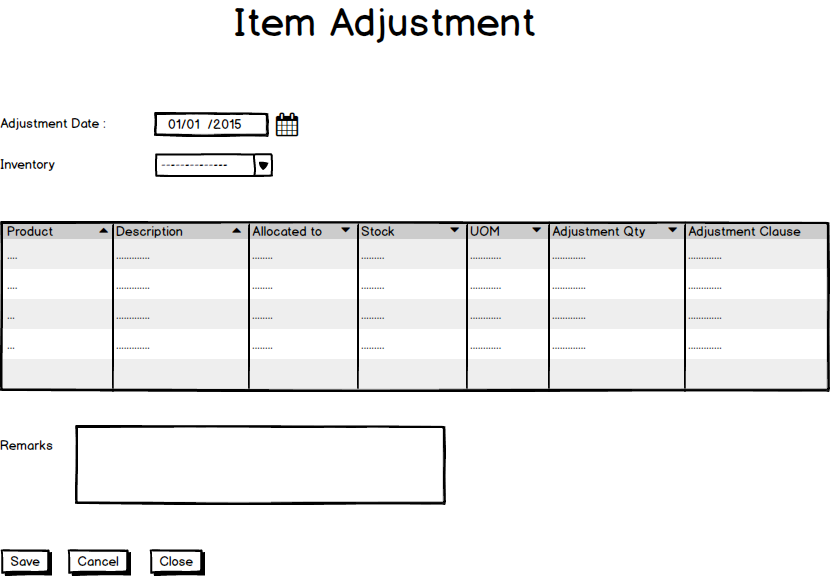 Item Adjustment
Adjustment Date : 01/01 /2015
Inventory --------------
Product Description Allocated to Stock UOM Adjustment Qty Adjustment Clause
.... ............. ........ ......... ............ ............. .............
.... ............. ........ ......... ............ ............. .............
... ............. ........ ......... ............ ............. .............
... ............. ........ ......... ............ ............. .............
Remarks
Save Cancel Close